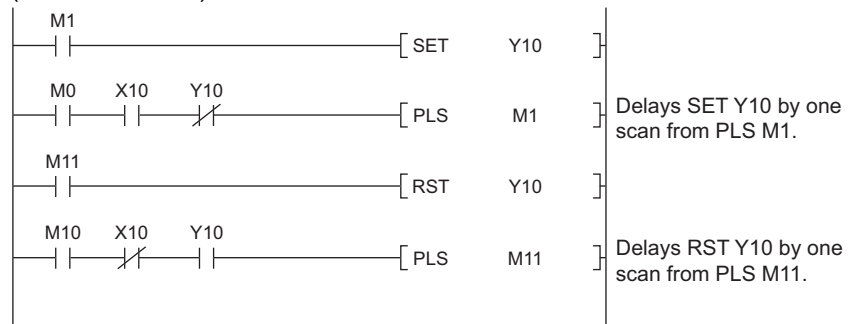 M1
SET Y10
M0 X10 Y10
PLS M1
Delays SET Y10 by one
scan from PLS M1.
M11
RST Y10
M10 X10 Y10
PLS M11
Delays RST Y10 by one
scan from PLS M11.